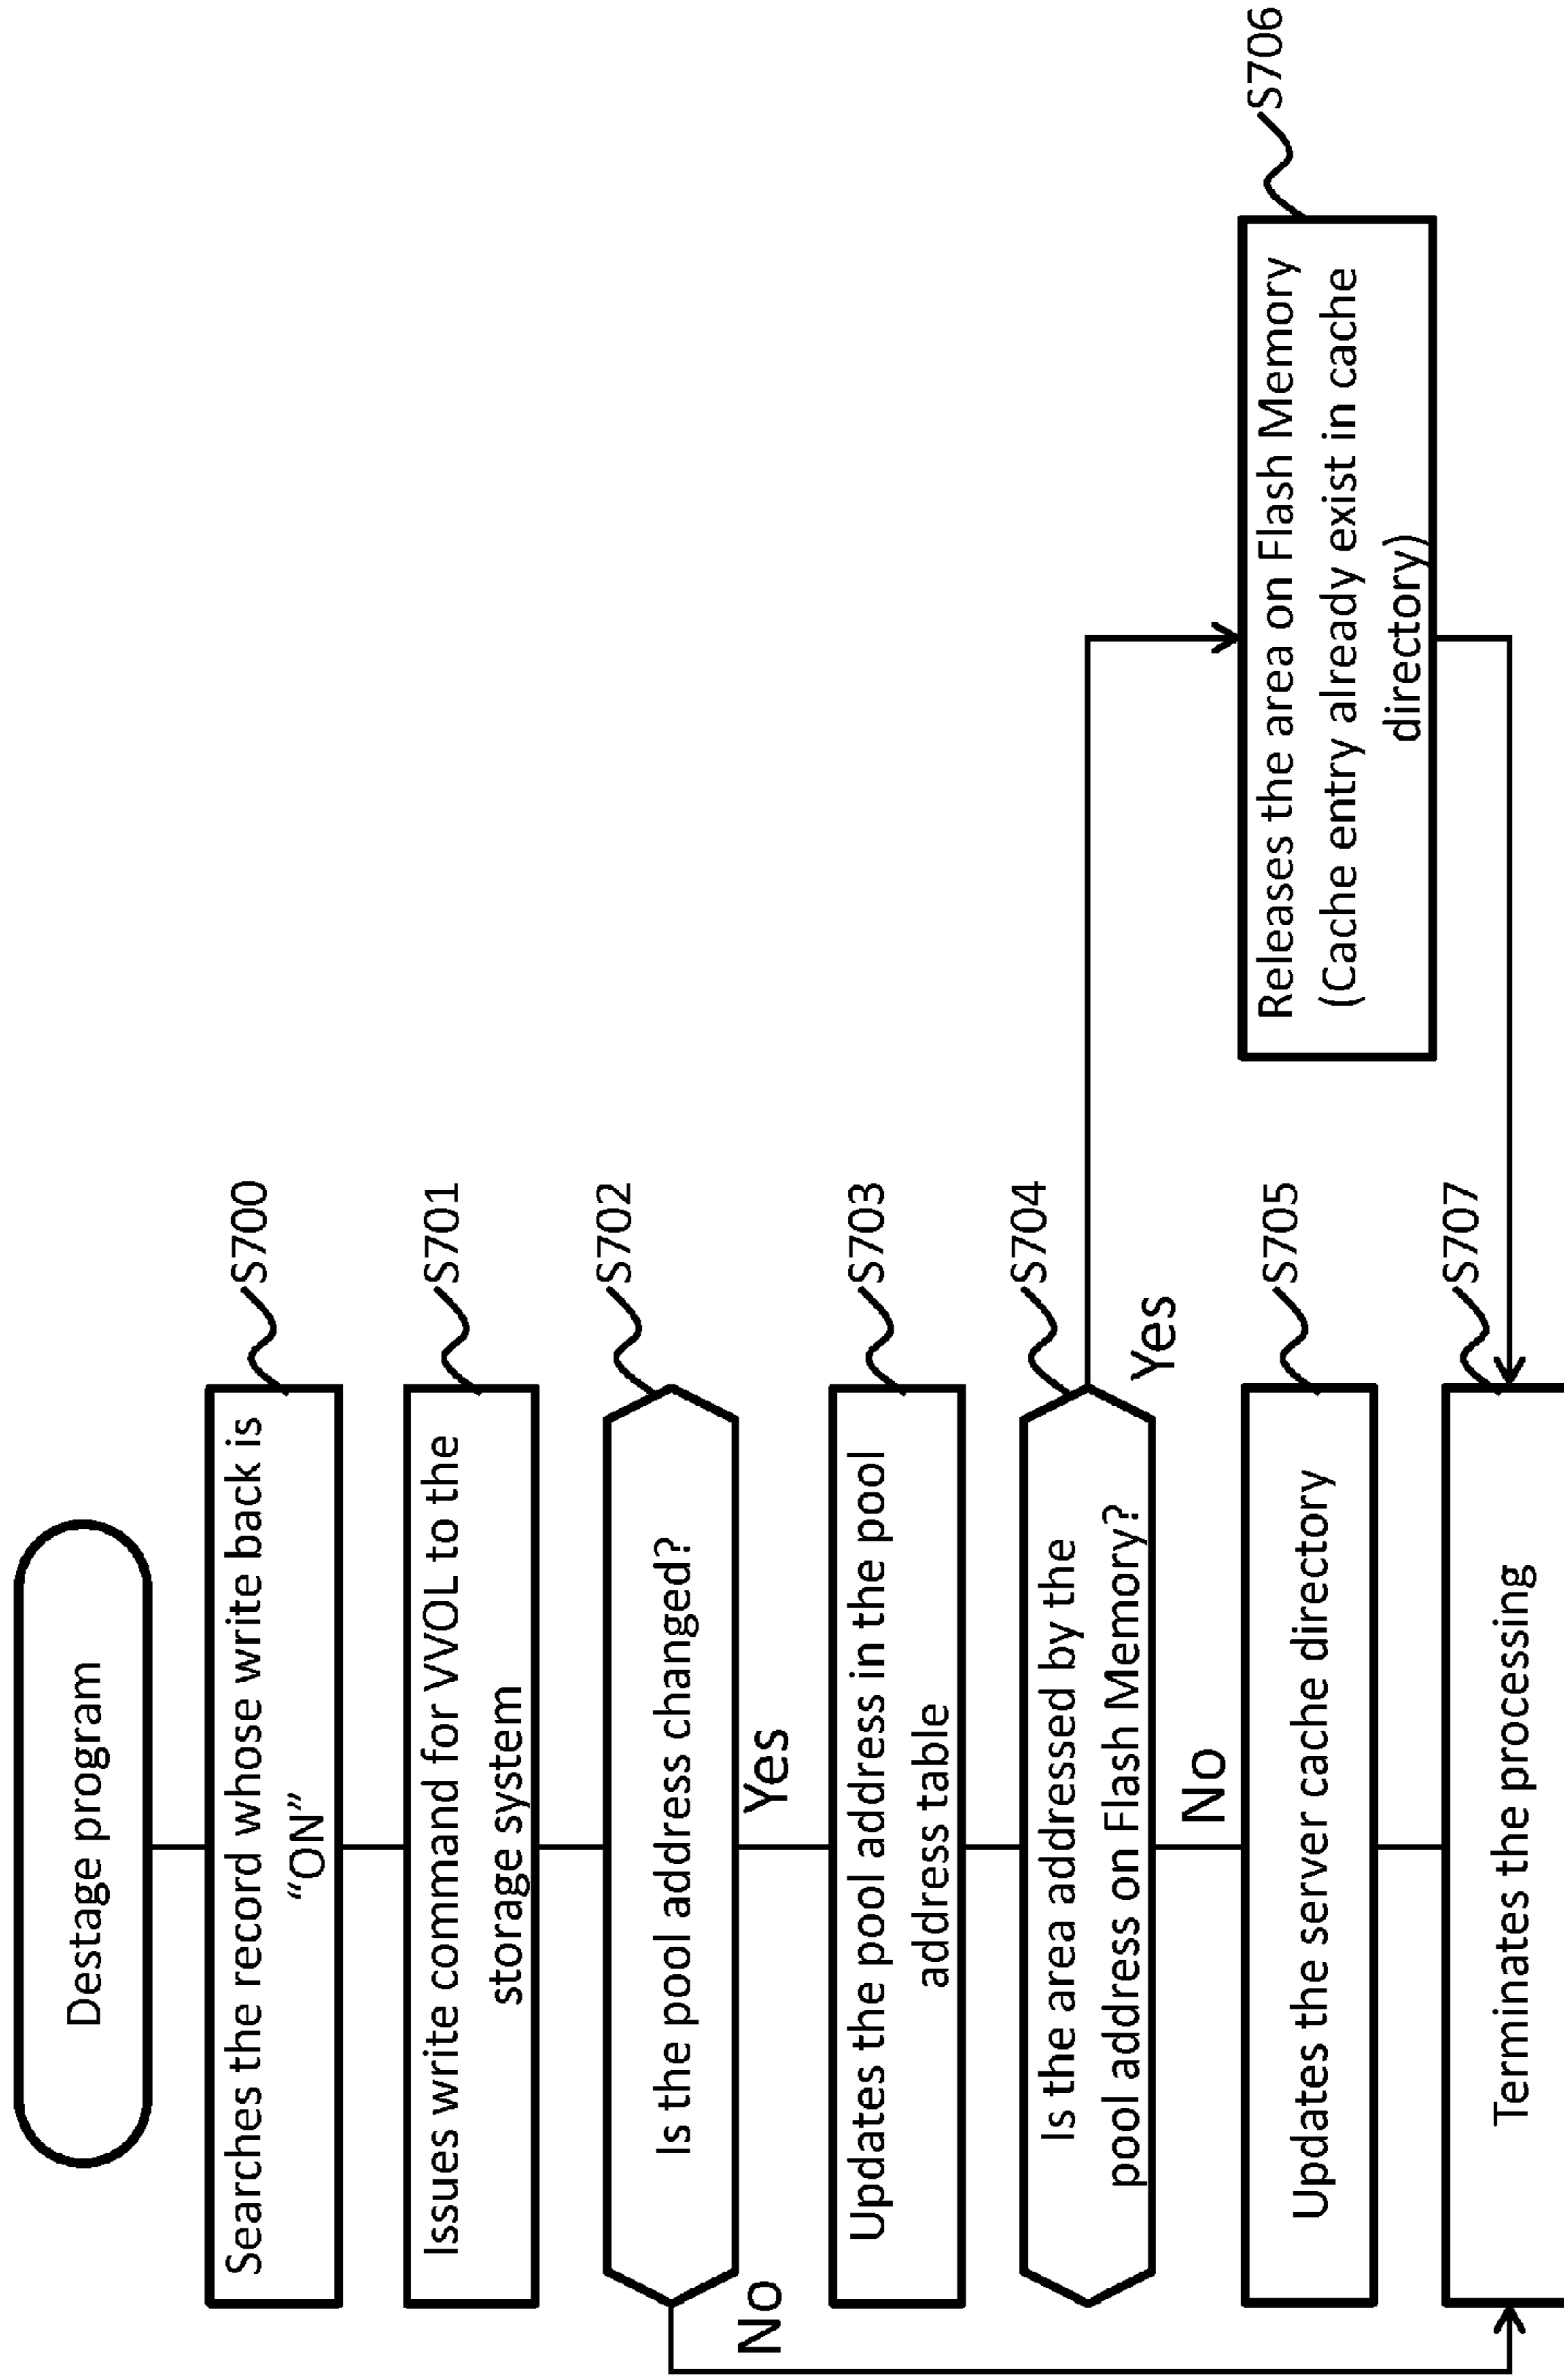 Destage program
Searches the record whose write back is
“ON”
S700
Issues write command for VVOL to the
storage system
S701
Is the pool address changed?
S702
No
Yes
Updates the pool address in the pool
address table
S703
Is the area addressed by the
pool address on Flash Memory?
S704
Yes
No
Updates the server cache directory
S705
Releases the area on Flash Memory
(Cache entry already exist in cache
directory)
S706
Terminates the processing
S707